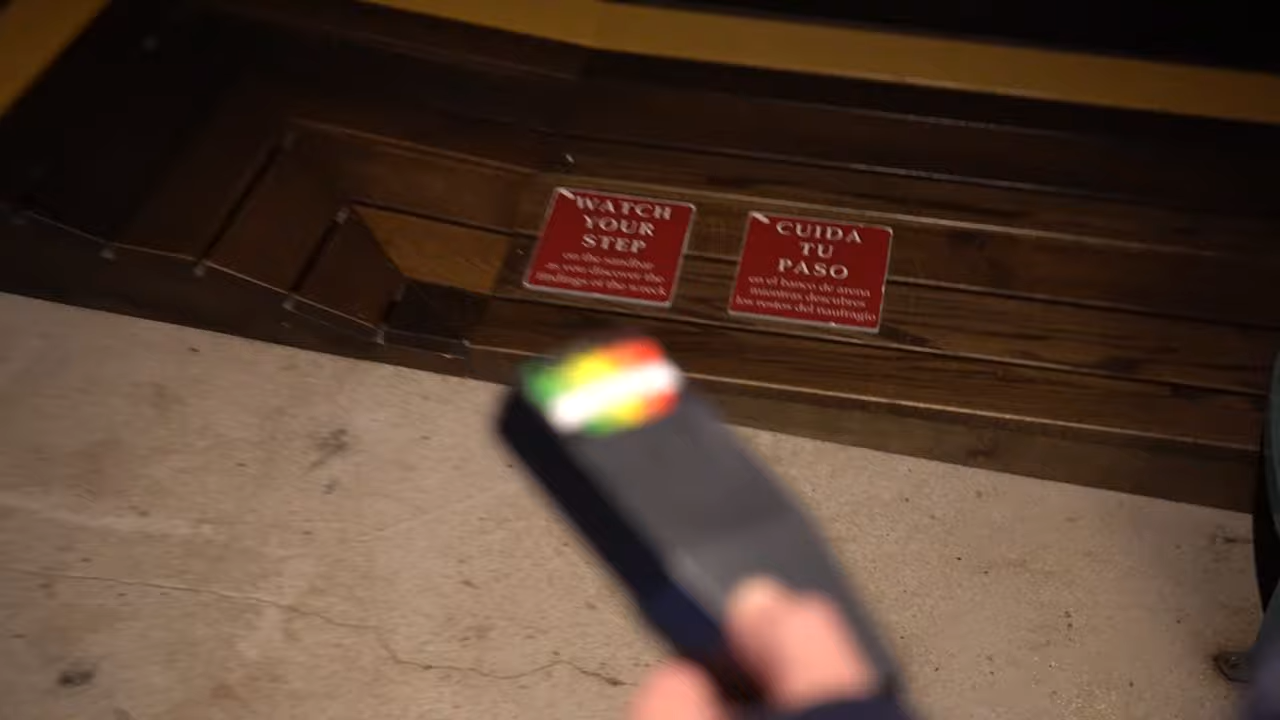 WATCH
YOUR
STEP
on the sandbar
as you discover the
findings of the wreck
CUIDA
TU
PASO
en el banco de arena
mientras descubres
los restos del naufragio